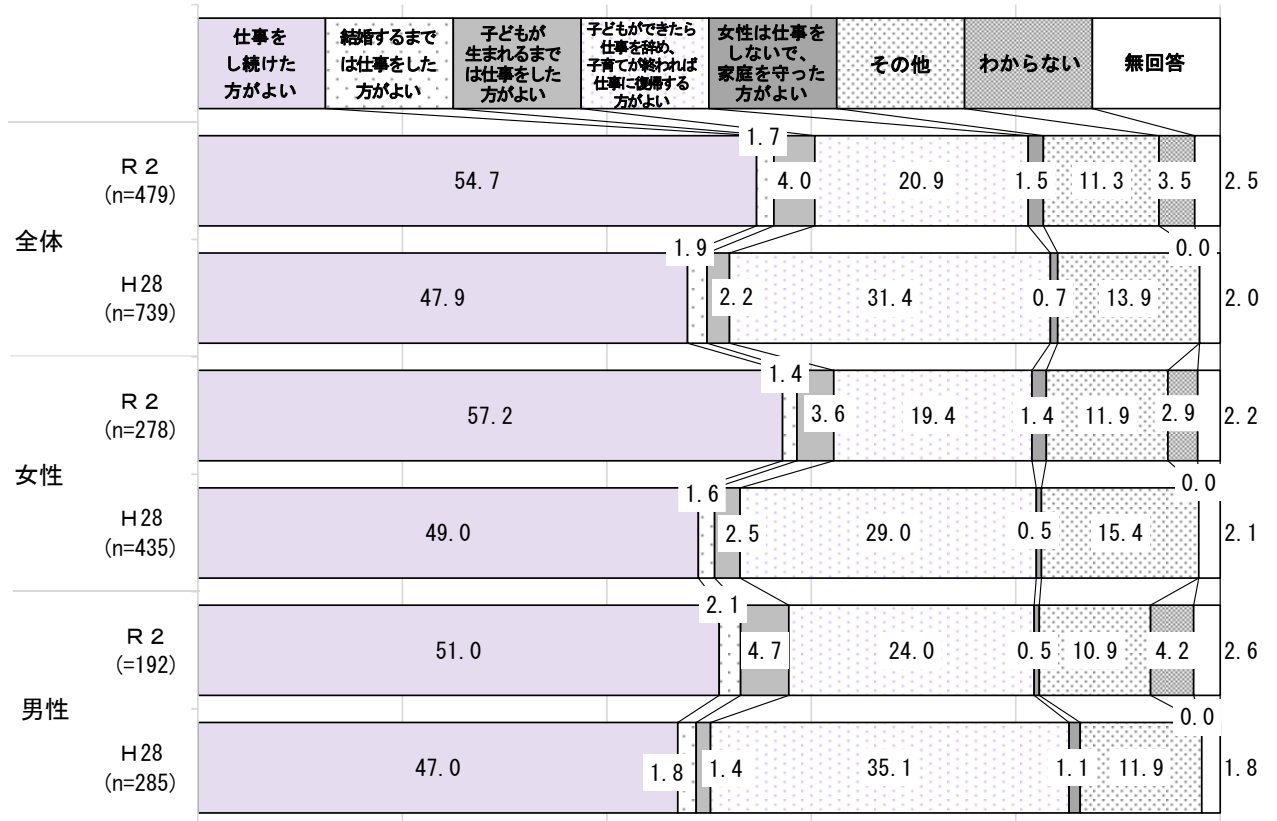 仕事を
し続けた
方がよい
結婚するまで
は仕事をした
方がよい
子どもが
生まれるまで
は仕事をした
方がよい
子どもができたら
仕事を辞め、
子育てが終われば
仕事に復帰する
方がよい
女性は仕事を
しないで、
家庭を守った
方がよい
その他
わからない
無回答
全体
R 2
(n=479)
54.7
1.7
4.0
20.9
1.5
11.3
3.5
2.5
H28
(n=739)
47.9
1.9
2.2
31.4
0.7
13.9
0.0
2.0
女性
R 2
(n=278)
57.2
1.4
3.6
19.4
1.4
11.9
2.9
2.2
H28
(n=435)
49.0
1.6
2.5
29.0
0.5
15.4
0.0
2.1
男性
R 2
(=192)
51.0
2.1
4.7
24.0
0.5
10.9
4.2
2.6
H28
(n=285)
47.0
1.8
1.4
35.1
1.1
11.9
0.0
1.8